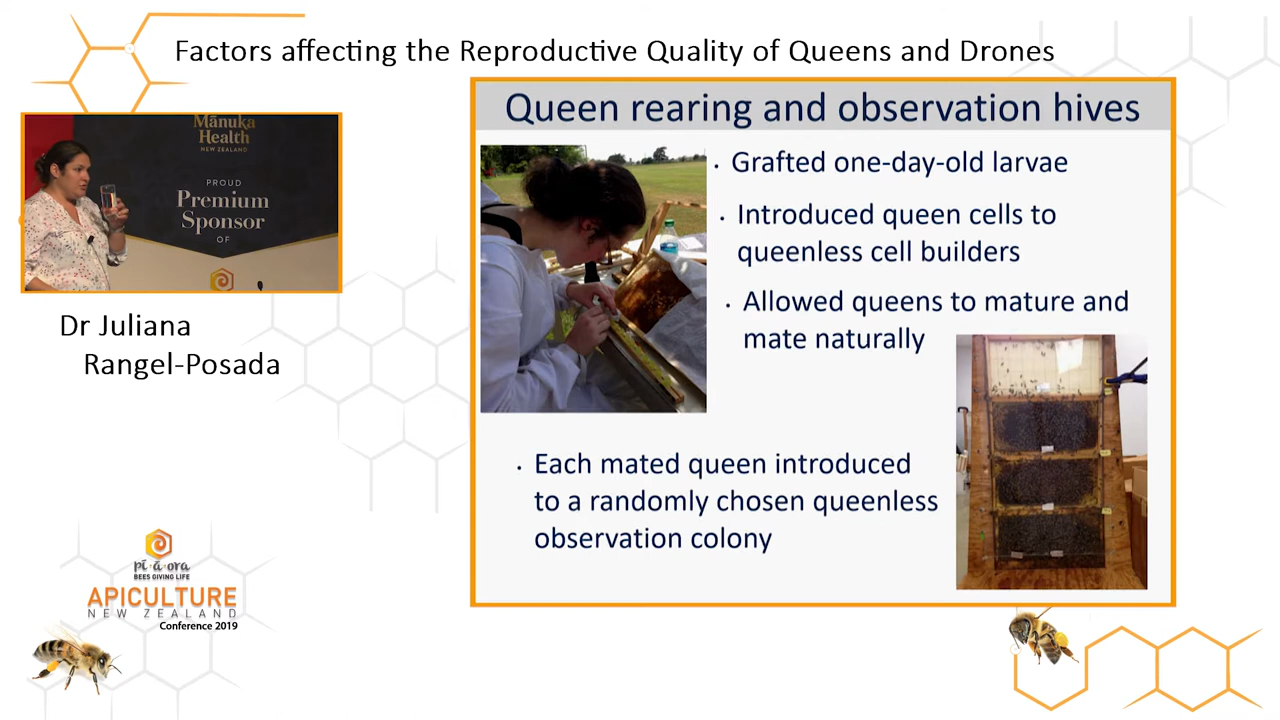 Factors affecting the Reproductive Quality of Queens and Drones
Mānuka
Health
NEW ZEALAND
PROUD
Premium
Sponsor
OF
Dr Juliana
Rangel-Posada
Queen rearing and observation hives
· Grafted one-day-old larvae
· Introduced queen cells to
queenless cell builders
· Allowed queens to mature and
mate naturally
· Each mated queen introduced
to a randomly chosen queenless
observation colony
pī·ā·ora
BEES GIVING LIFE
APICULTURE
NEW ZEALAND
Conference 2019